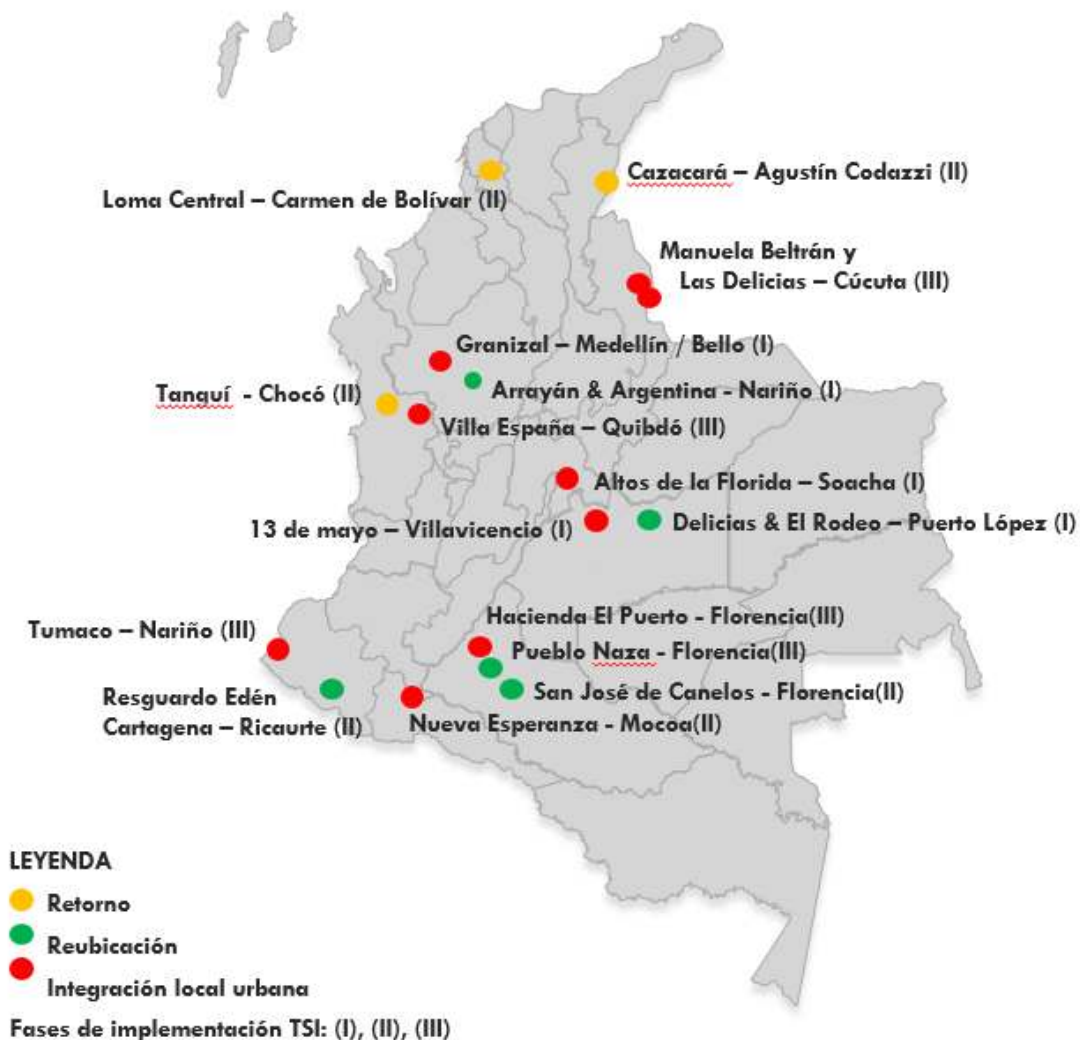 Cazacará – Agustín Codazzi (II)
Loma Central – Carmen de Bolívar (II)
Manuela Beltrán y
Las Delicias – Cúcuta (III)
Granizal – Medellín / Bello (I)
Tanguí - Chocó (II)
Arrayán & Argentina - Nariño (I)
Villa España – Quibdó (III)
Altos de la Florida – Soacha (I)
13 de mayo – Villavicencio (I)
Delicias & El Rodeo – Puerto López (I)
Hacienda El Puerto - Florencia(III)
Tumaco – Nariño (III)
Pueblo Naza - Florencia(III)
San José de Canelos - Florencia(II)
Resguardo Edén
Cartagena – Ricaurte (II)
Nueva Esperanza - Mocoa(II)
LEYENDA
Retorno
Reubicación
Integración local urbana
Fases de implementación TSI: (I), (II), (III)